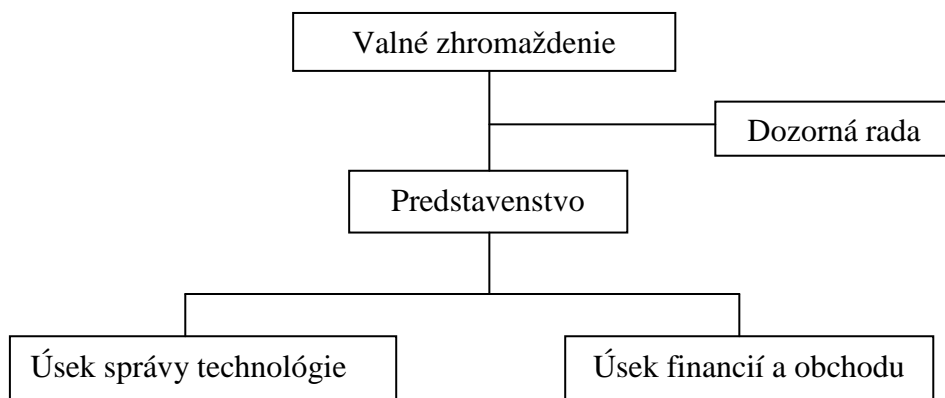 Valné zhromaždenie
Dozorná rada
Predstavenstvo
Úsek správy technológie
Úsek financií a obchodu